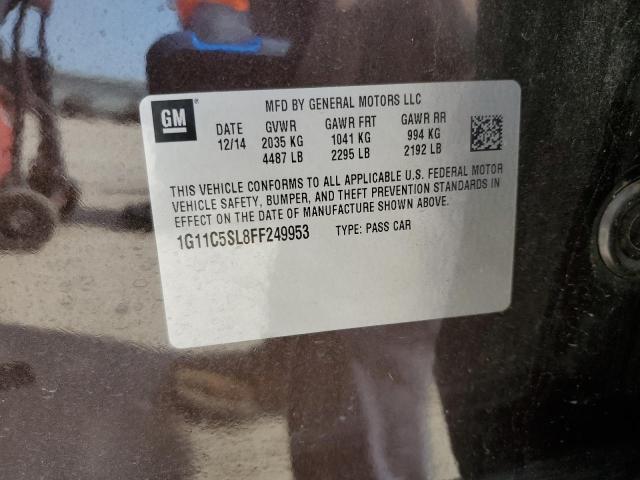 GM
MFD BY GENERAL MOTORS LLC
DATE GVWR GAWR FRT GAWR RR
12/14 2035 KG 1041 KG 994 KG
4487 LB 2295 LB 2192 LB
THIS VEHICLE CONFORMS TO ALL APPLICABLE U.S. FEDERAL MOTOR
VEHICLE SAFETY, BUMPER, AND THEFT PREVENTION STANDARDS IN
EFFECT ON THE DATE OF MANUFACTURE SHOWN ABOVE.
1G11C5SL8FF249953 TYPE: PASS CAR